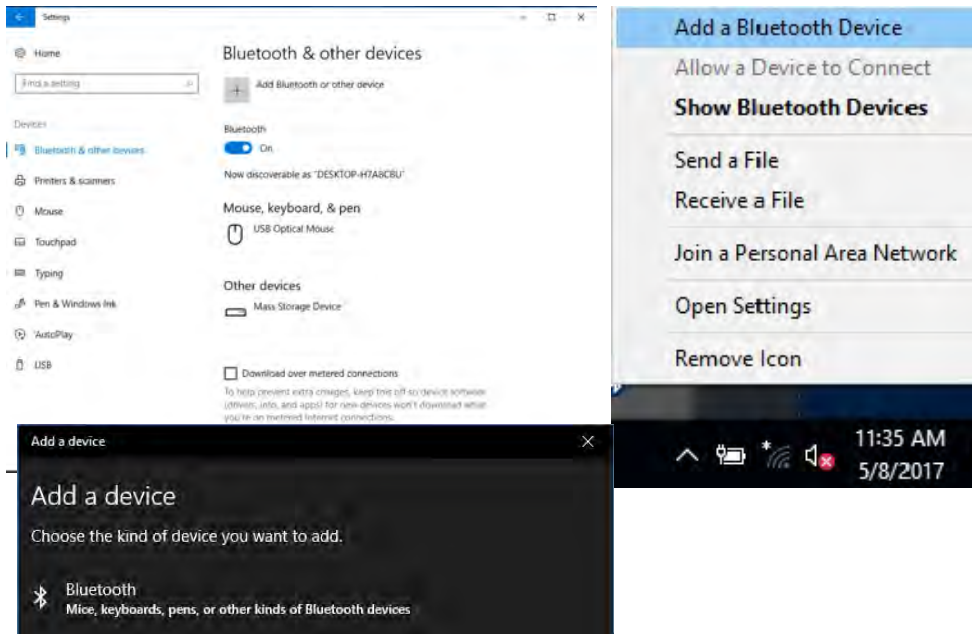 Settings
Home
Find a setting
Devices
Bluetooth & other devices
Printers & scanners
Mouse
Touchpad
Typing
Pen & Windows Ink
AutoPlay
USB
Bluetooth & other devices
Add Bluetooth or other device
Bluetooth
On
Now discoverable as "DESKTOP-H7A8CBU"
Mouse, keyboard, & pen
USB Optical Mouse
Other devices
Mass Storage Device
Download over metered connections
To help prevent extra charges, keep this off so device software
(drivers, info, and apps) for new devices won't download while
you're on metered Internet connections.
Add a Bluetooth Device
Allow a Device to Connect
Show Bluetooth Devices
Send a File
Receive a File
Join a Personal Area Network
Open Settings
Remove Icon
11:35 AM
5/8/2017
Add a device
Add a device
Choose the kind of device you want to add.
Bluetooth
Mice, keyboards, pens, or other kinds of Bluetooth devices